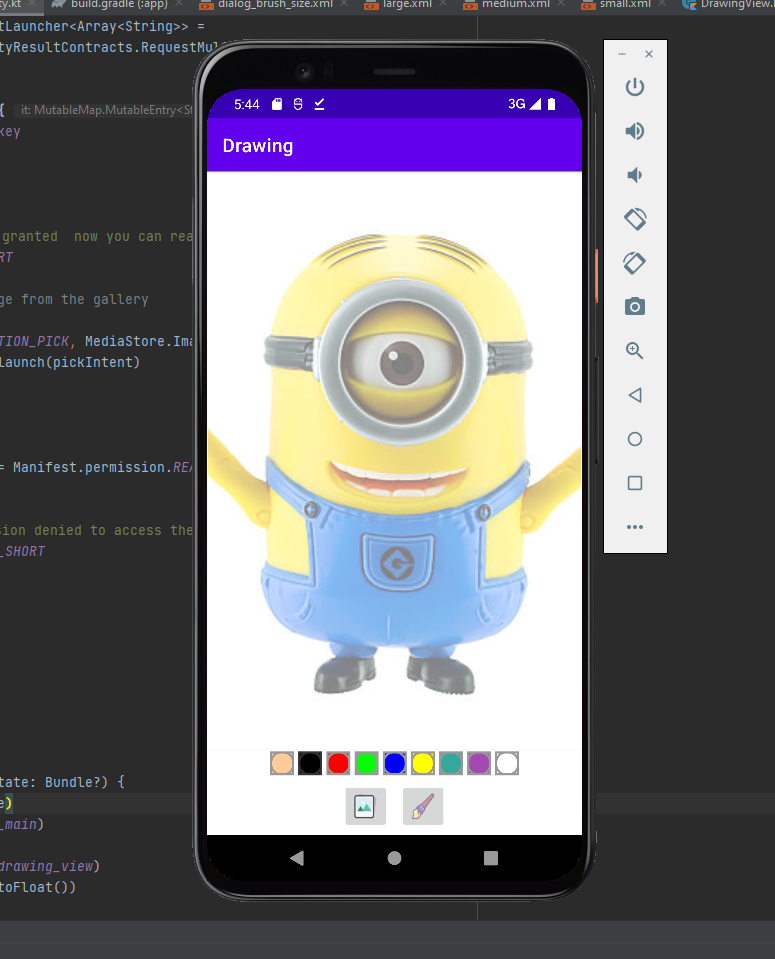 ty.kt build.gradle (:app) dialog_brush_size.xml large.xml medium.xml small.xml DrawingView.
tLauncher<Array<String>> =
tyResultContracts.RequestMul
{ it: MutableMap.MutableEntry<St
key
granted now you can rea
RT
ge from the gallery
TION_PICK, MediaStore.Ima
launch(pickIntent)
= Manifest.permission.REA
sion denied to access the
_SHORT
tate: Bundle?) {
e)
_main)
drawing_view)
toFloat())
5:44
3G
Drawing